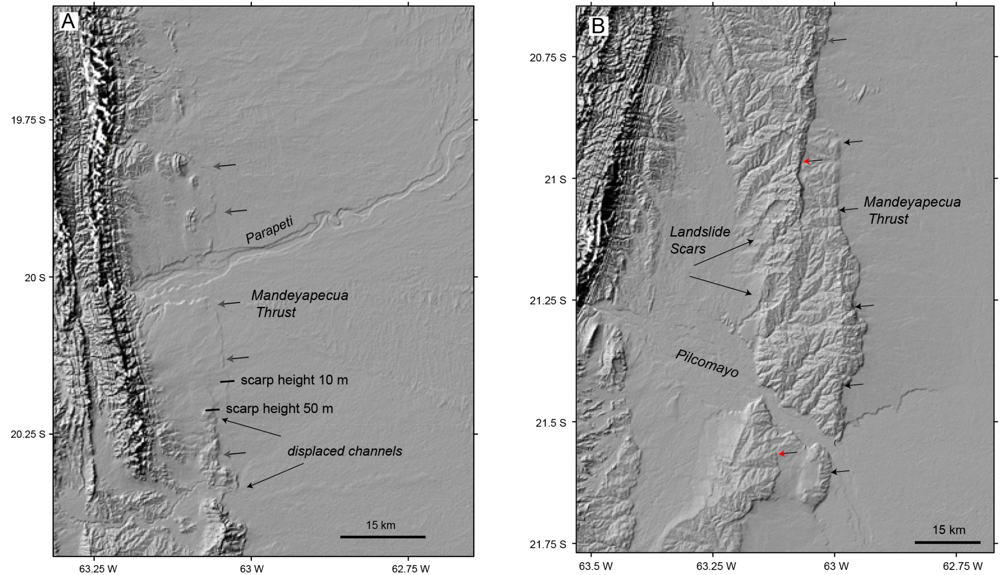 A
19.75 S
20 S
20.25 S
Parapeti
Mandeyapecua
Thrust
scarp height 10 m
scarp height 50 m
displaced channels
15 km
63.25 W
63 W
62.75 W
B
20.75 S
21 S
21.25 S
21.5 S
21.75 S
Mandeyapecua
Thrust
Landslide
Scars
Pilcomayo
15 km
63.5 W
63.25 W
63 W
62.75 W